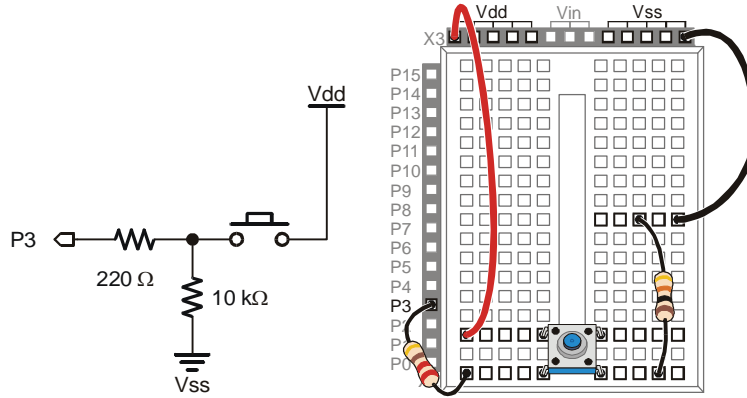 Vdd
P3
220 Ω
10 kΩ
Vss
Vdd Vin Vss
X3
P15
P14
P13
P12
P11
P10
P9
P8
P7
P6
P5
P4
P3
P2
P0